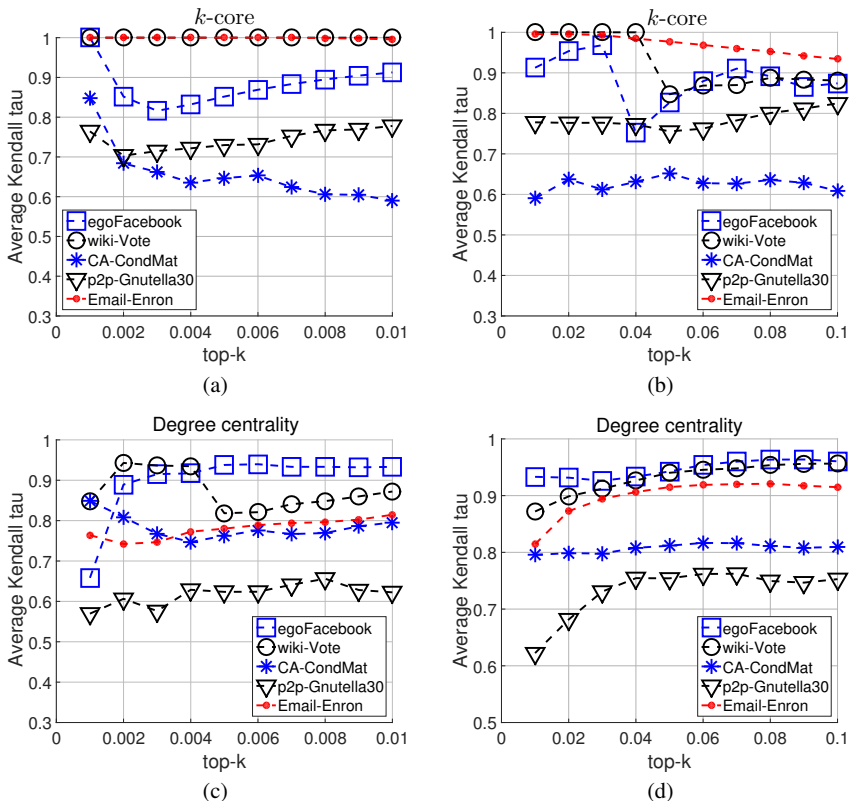 k-core
Average Kendall tau
1
0.9
0.8
0.7
0.6
0.5
0.4
0.3
egoFacebook
wiki-Vote
CA-CondMat
p2p-Gnutella30
Email-Enron
0 0.002 0.004 0.006 0.008 0.01
top-k
(a)
k-core
Average Kendall tau
1
0.9
0.8
0.7
0.6
0.5
0.4
0.3
egoFacebook
wiki-Vote
CA-CondMat
p2p-Gnutella30
Email-Enron
0 0.02 0.04 0.06 0.08 0.1
top-k
(b)
Degree centrality
Average Kendall tau
1
0.9
0.8
0.7
0.6
0.5
0.4
0.3
egoFacebook
wiki-Vote
CA-CondMat
p2p-Gnutella30
Email-Enron
0 0.002 0.004 0.006 0.008 0.01
top-k
(c)
Degree centrality
Average Kendall tau
1
0.9
0.8
0.7
0.6
0.5
egoFacebook
wiki-Vote
CA-CondMat
p2p-Gnutella30
Email-Enron
0 0.02 0.04 0.06 0.08 0.1
top-k
(d)